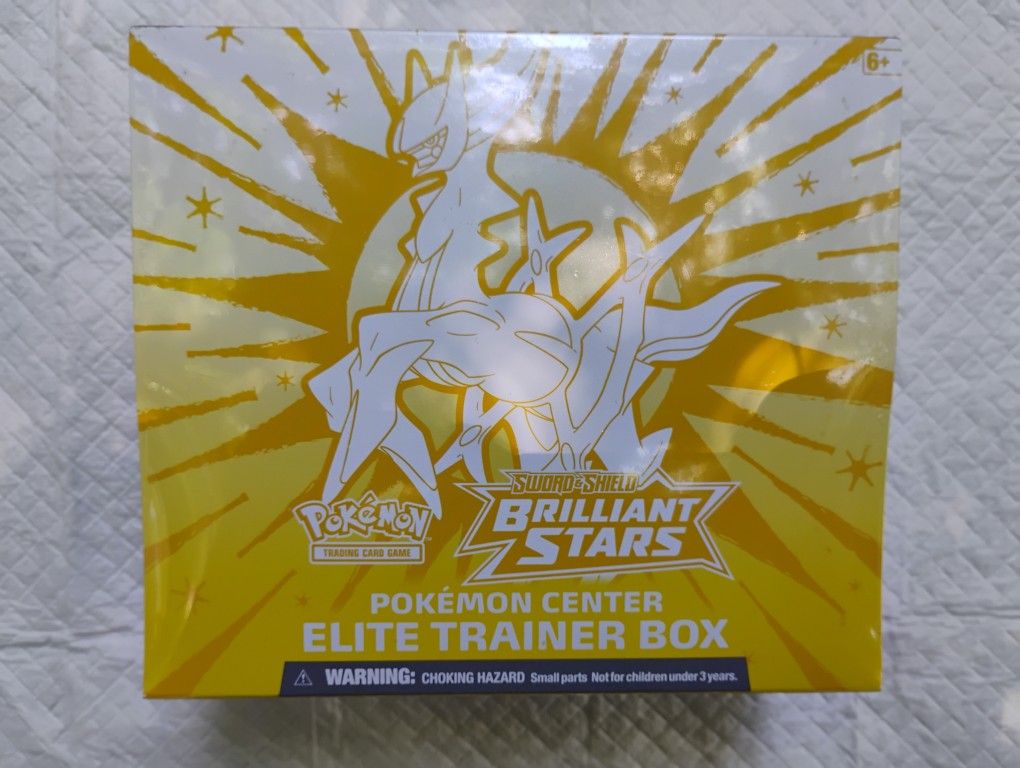 6+
SWORD & SHIELD
BRILLIANT
STARS
POKÉMON
TRADING CARD GAME
POKÉMON CENTER
ELITE TRAINER BOX
WARNING: CHOKING HAZARD Small parts Not for children under 3 years.